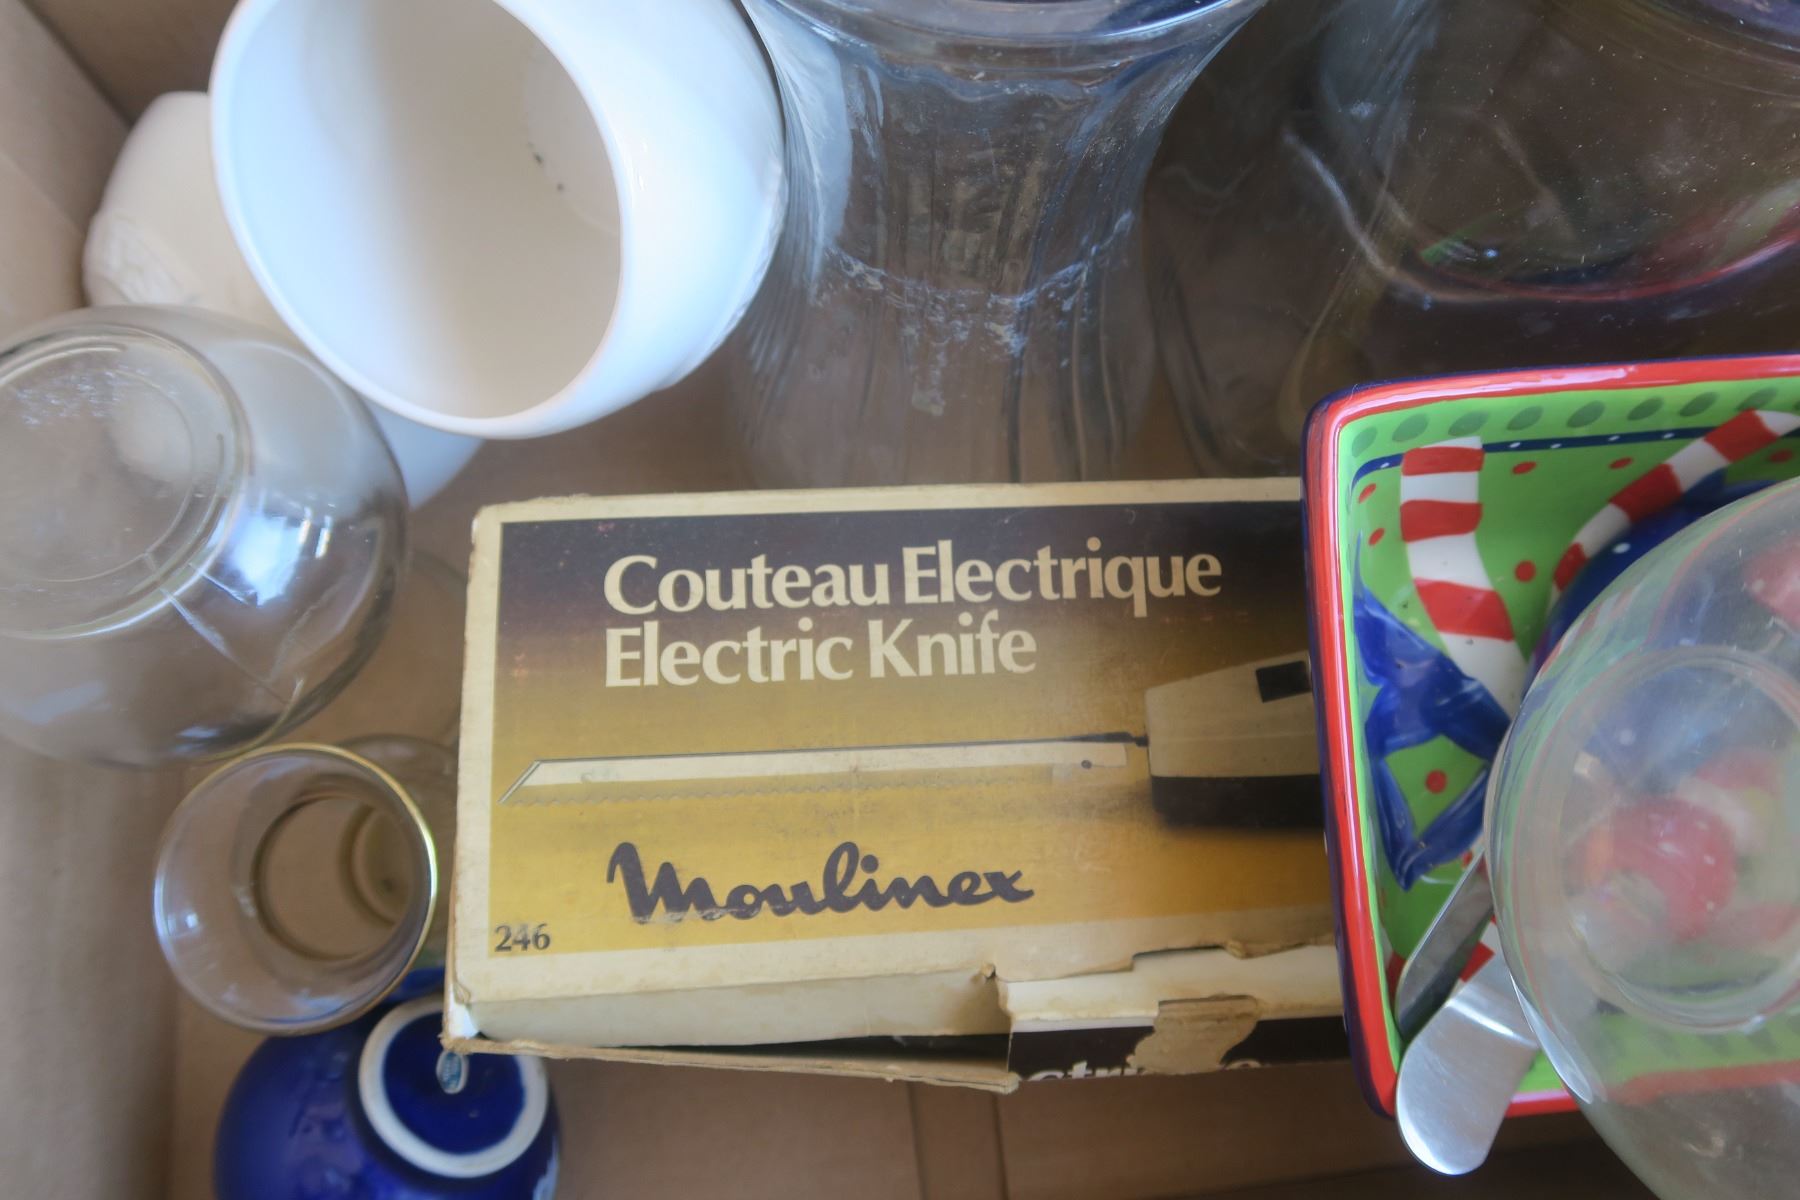 Couteau Electrique
Electric Knife
Moulinex
246